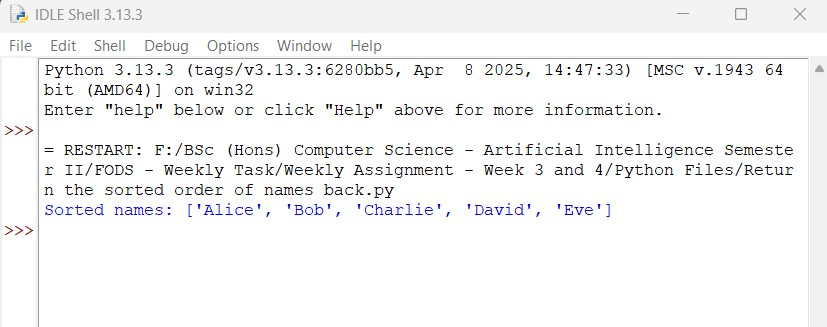 IDLE Shell 3.13.3
File Edit Shell Debug Options Window Help
Python 3.13.3 (tags/v3.13.3:6280bb5, Apr  8 2025, 14:47:33) [MSC v.1943 64
bit (AMD64)] on win32
Enter "help" below or click "Help" above for more information.
>>>
= RESTART: F:/BSc (Hons) Computer Science - Artificial Intelligence Semeste
r II/FODS - Weekly Task/Weekly Assignment - Week 3 and 4/Python Files/Retur
n the sorted order of names back.py
Sorted names: ['Alice', 'Bob', 'Charlie', 'David', 'Eve']
>>>